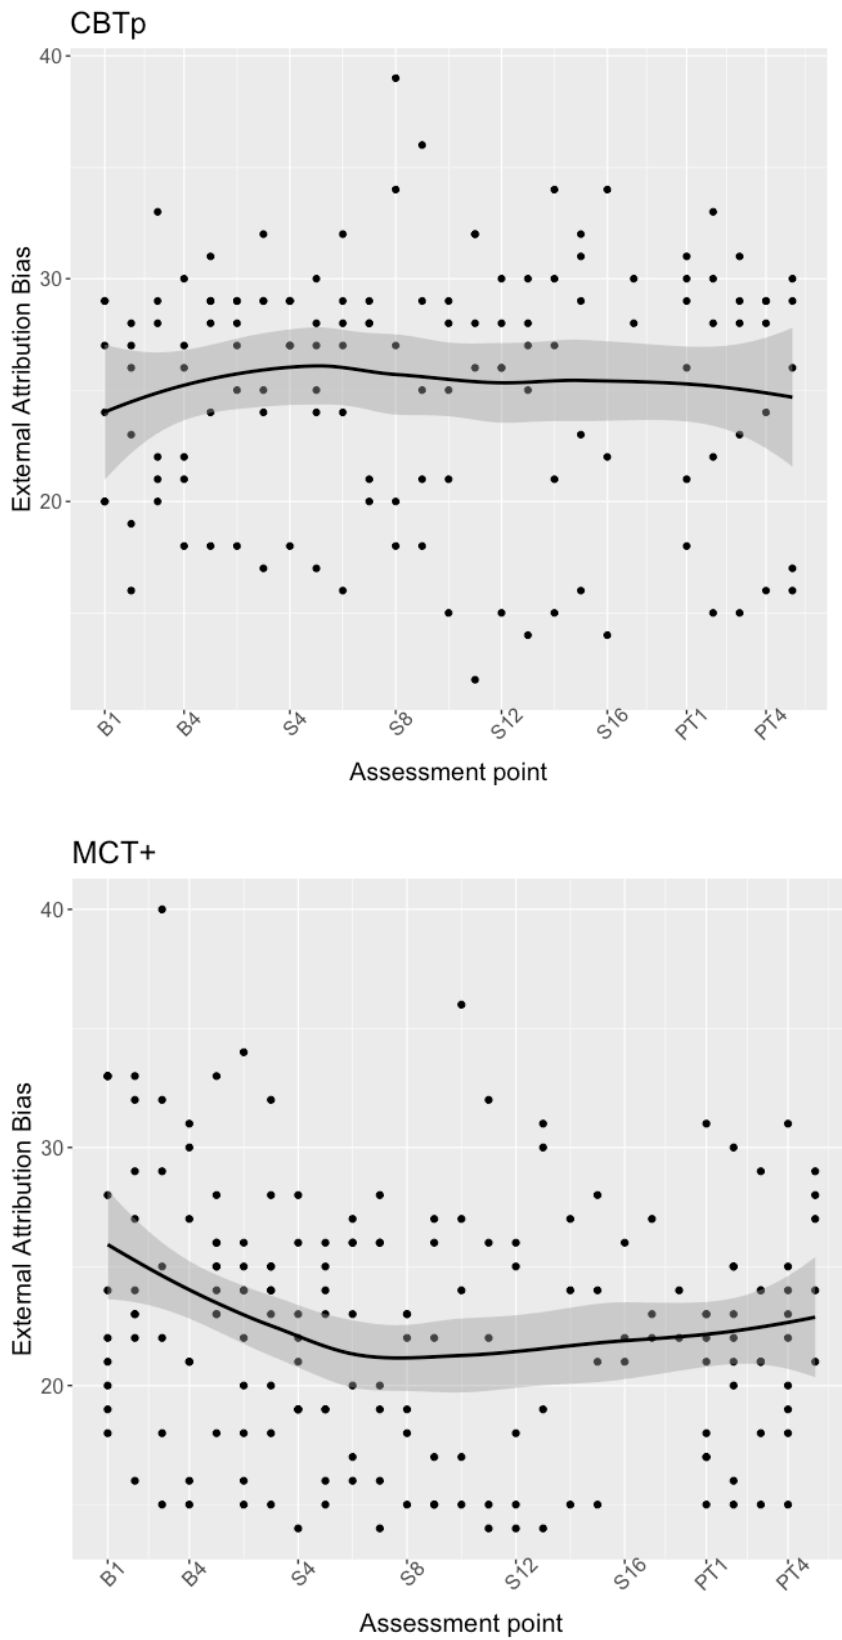 CBTp
External Attribution Bias
40
30
20
B1 B4 S4 S8 S12 S16 PT1 PT4
Assessment point
MCT+
External Attribution Bias
40
30
20
B1 B4 S4 S8 S12 S16 PT1 PT4
Assessment point